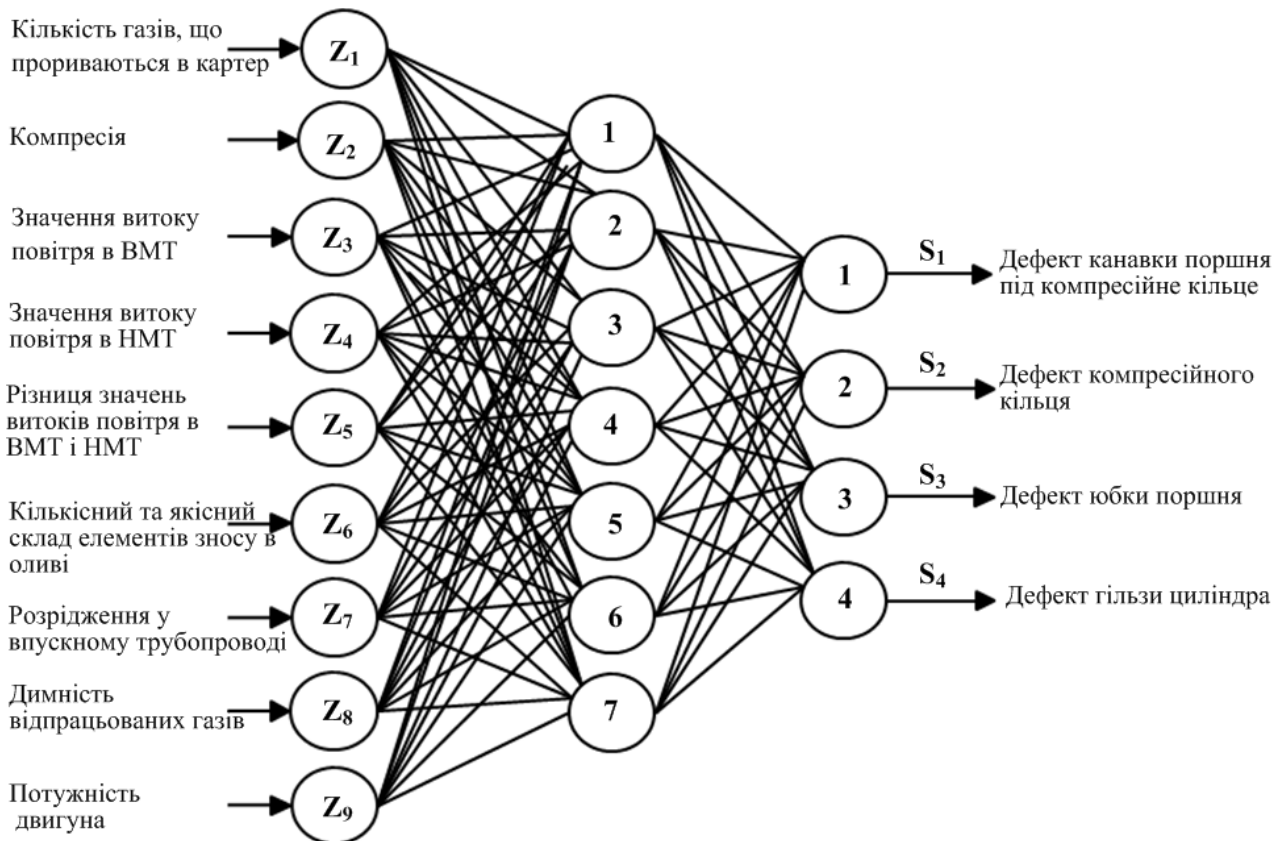 Кількість газів, що
прориваються в картер
Z1
Компресія
Z2
Значення витоку
повітря в ВМТ
Z3
Значення витоку
повітря в НМТ
Z4
Різниця значень
витоків повітря в
ВМТ і НМТ
Z5
Кількісний та якісний
склад елементів зносу в
оливі
Z6
Розрідження у
впускному трубопроводі
Z7
Димність
відпрацьованих газів
Z8
Потужність
двигуна
Z9
1
2
3
4
5
6
7
1
2
3
4
S1
Дефект канавки поршня
під компресійне кільце
S2
Дефект компресійного
кільця
S3
Дефект юбки поршня
S4
Дефект гільзи циліндра